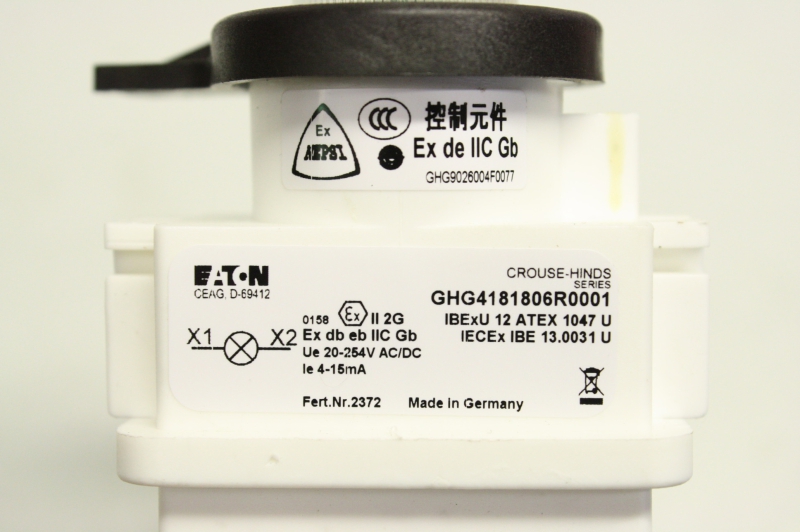 Ex
CCC
控制元件
Ex de IIC Gb
GHG9026004F0077
EATON
CEAG, D-69412
CROUSE-HINDS
SERIES
GHG4181806R0001
0158 Ex II 2G
IBExU 12 ATEX 1047 U
X1 X2
Ex db eb IIC Gb
IECEx IBE 13.0031 U
Ue 20-254V AC/DC
Ie 4-15mA
Fert.Nr.2372 Made in Germany